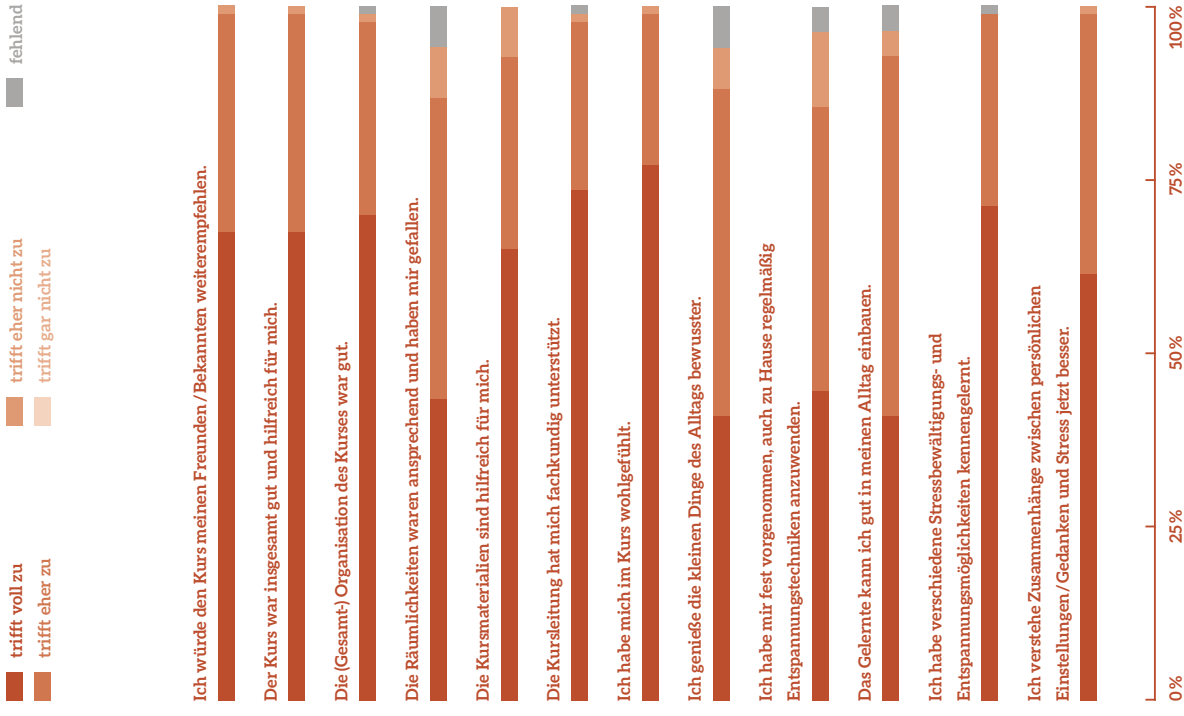 trifft voll zu
trifft eher zu
trifft eher nicht zu
trifft gar nicht zu
fehlend
Ich würde den Kurs meinen Freunden/Bekannten weiterempfehlen.
Der Kurs war insgesamt gut und hilfreich für mich.
Die (Gesamt-) Organisation des Kurses war gut.
Die Räumlichkeiten waren ansprechend und haben mir gefallen.
Die Kursmaterialien sind hilfreich für mich.
Die Kursleitung hat mich fachkundig unterstützt.
Ich habe mich im Kurs wohlgefühlt.
Ich genieße die kleinen Dinge des Alltags bewusster.
Ich habe mir fest vorgenommen, auch zu Hause regelmäßig
Entspannungstechniken anzuwenden.
Das Gelernte kann ich gut in meinen Alltag einbauen.
Ich habe verschiedene Stressbewältigungs- und
Entspannungsmöglichkeiten kennengelernt.
Ich verstehe Zusammenhänge zwischen persönlichen
Einstellungen/Gedanken und Stress jetzt besser.
0 %
25 %
50 %
75 %
100 %